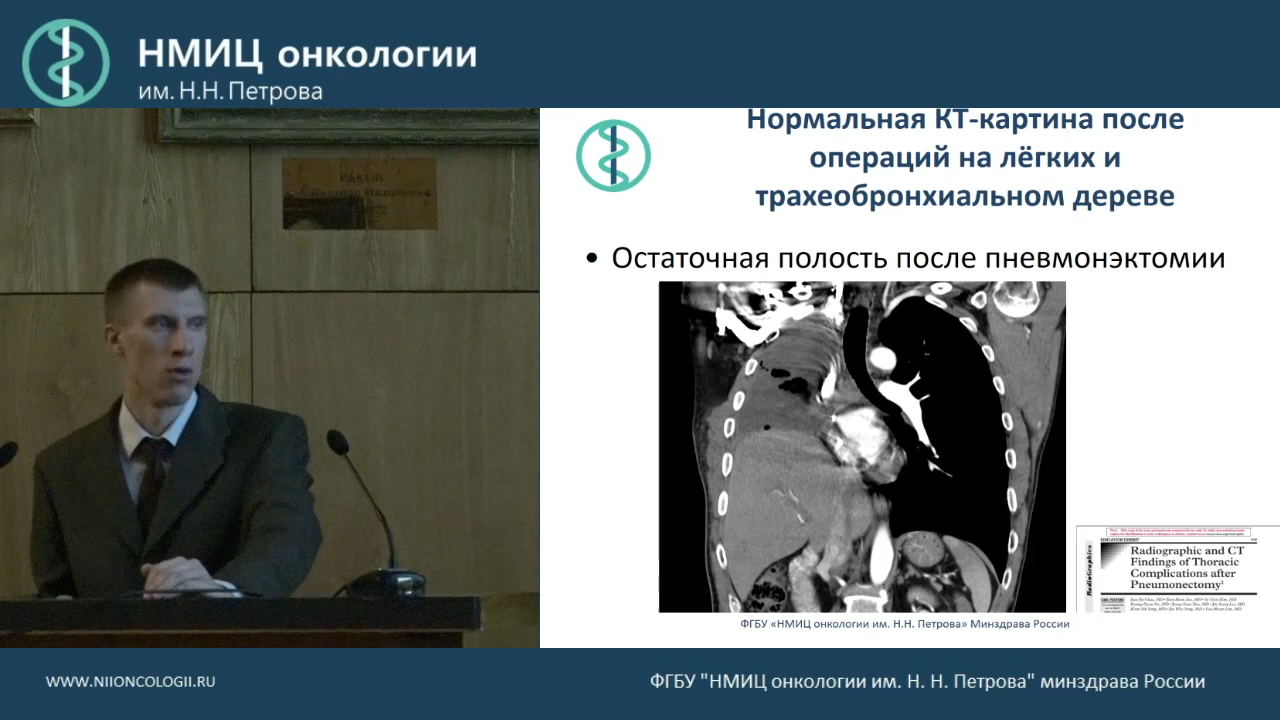 НМИЦ онкологии
им. Н.Н. Петрова
Нормальная КТ-картина после
операций на лёгких и
трахеобронхиальном дереве
• Остаточная полость после пневмонэктомии
RadioGraphics
Radiographic and CT
Findings of Thoracic
Complications after
Pneumonectomy¹
ФГБУ «НМИЦ онкологии им. Н.Н. Петрова» Минздрава России
WWW.NIIONCOLOGII.RU
ФГБУ "НМИЦ онкологии им. Н. Н. Петрова" минздрава России